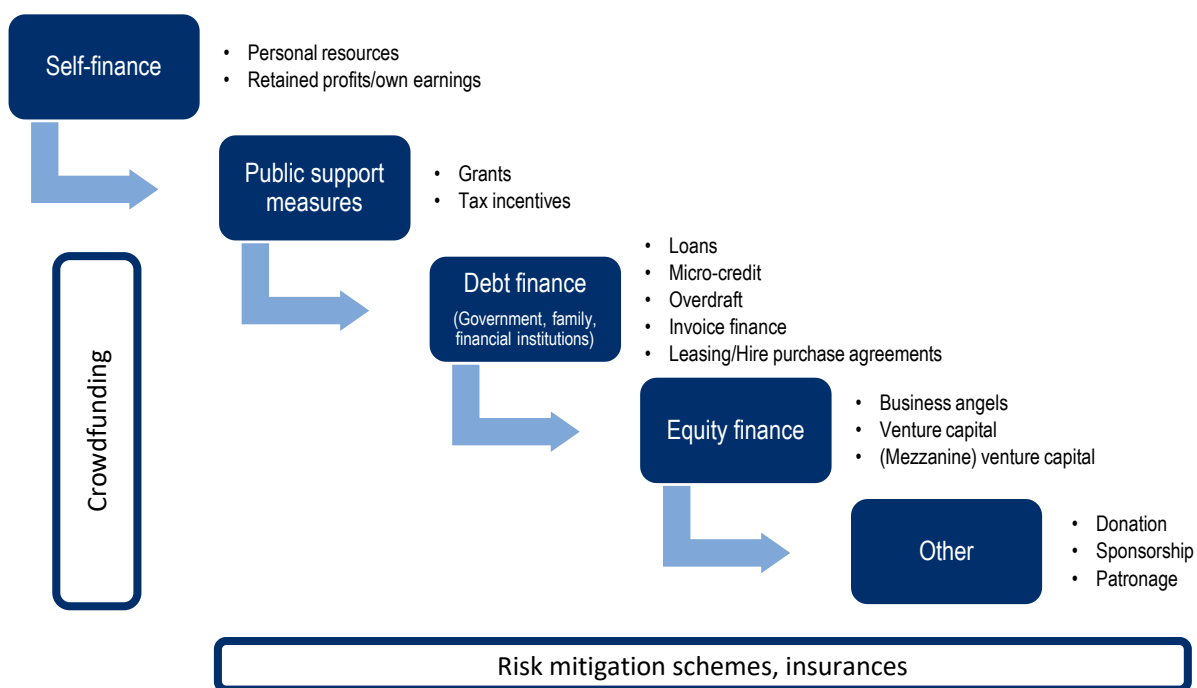 Self-finance
• Personal resources
• Retained profits/own earnings
Public support
measures
• Grants
• Tax incentives
Debt finance
(Government, family,
financial institutions)
• Loans
• Micro-credit
• Overdraft
• Invoice finance
• Leasing/Hire purchase agreements
Equity finance
• Business angels
• Venture capital
• (Mezzanine) venture capital
Other
• Donation
• Sponsorship
• Patronage
Crowdfunding
Risk mitigation schemes, insurances